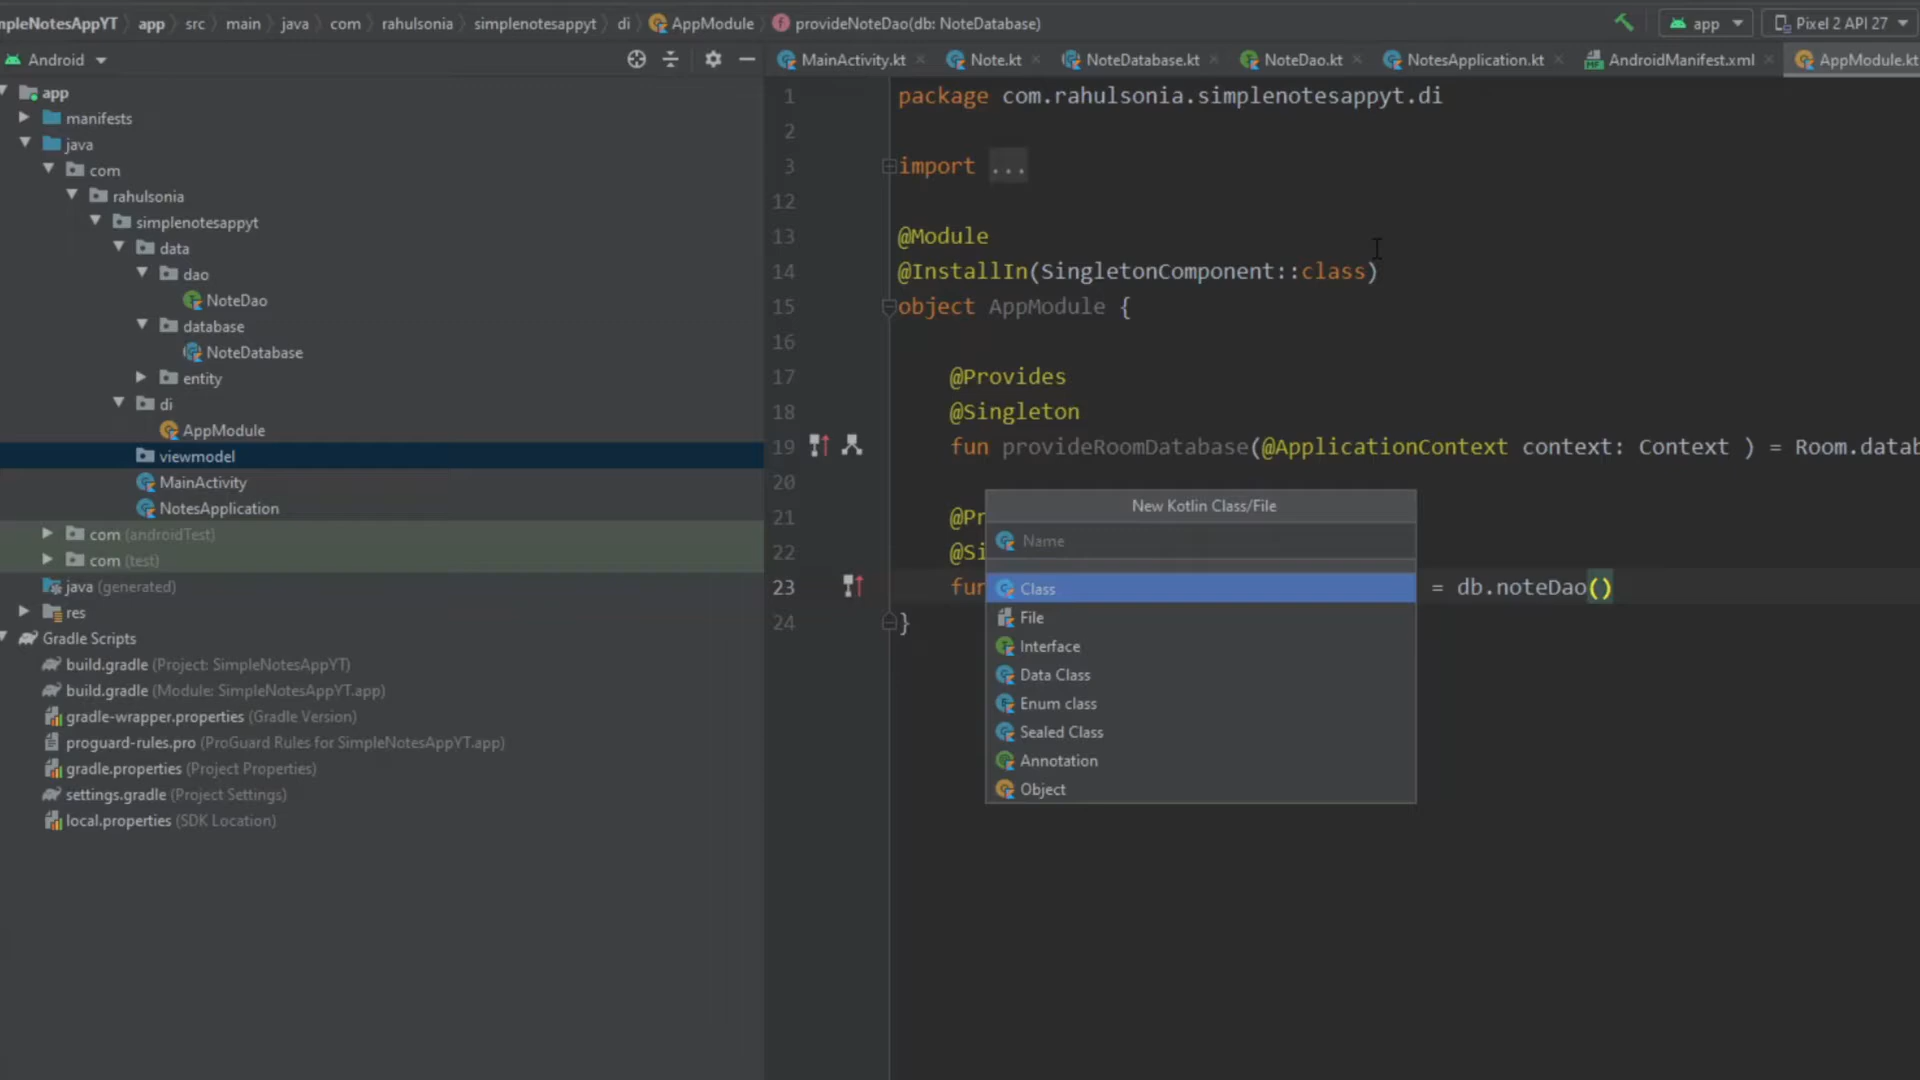 mpleNotesAppYT app src main java com rahulsonia simplenotesappyt di AppModule provideNoteDao(db: NoteDatabase) app Pixel 2 API 27
Android MainActivity.kt Note.kt NoteDatabase.kt NoteDao.kt NotesApplication.kt AndroidManifest.xml AppModule.kt
app
manifests
java
com
rahulsonia
simplenotesappyt
data
dao
NoteDao
database
NoteDatabase
entity
di
AppModule
viewmodel
MainActivity
NotesApplication
com (androidTest)
com (test)
java (generated)
res
Gradle Scripts
build.gradle (Project: SimpleNotesAppYT)
build.gradle (Module: SimpleNotesAppYT.app)
gradle-wrapper.properties (Gradle Version)
proguard-rules.pro (ProGuard Rules for SimpleNotesAppYT.app)
gradle.properties (Project Properties)
settings.gradle (Project Settings)
local.properties (SDK Location)
1 package com.rahulsonia.simplenotesappyt.di
2
3 import ...
12
13 @Module
14 @InstallIn(SingletonComponent::class)
15 object AppModule {
16
17 @Provides
18 @Singleton
19 fun provideRoomDatabase(@ApplicationContext context: Context ) = Room.datab
20
21 @Pr
22 @Si
23 fun = db.noteDao()
24 }
New Kotlin Class/File
Name
Class
File
Interface
Data Class
Enum class
Sealed Class
Annotation
Object